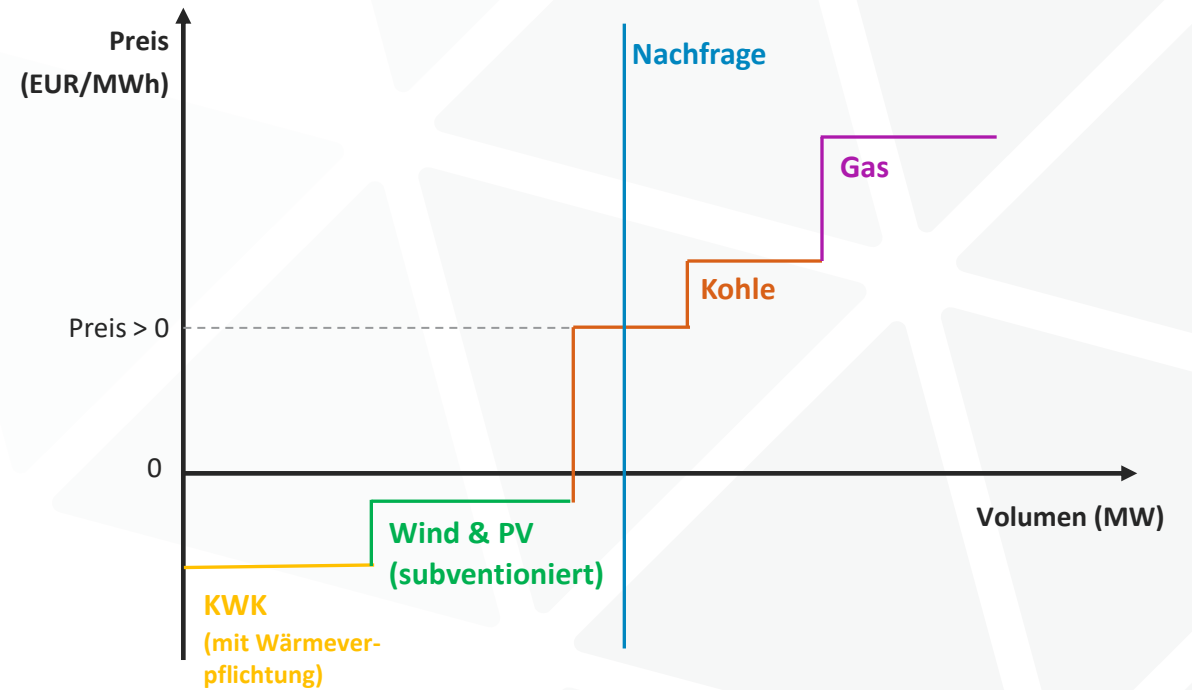 Preis
(EUR/MWh)
Nachfrage
Gas
Kohle
Preis > 0
0
Volumen (MW)
Wind & PV
(subventioniert)
KWK
(mit Wärmever-
pflichtung)